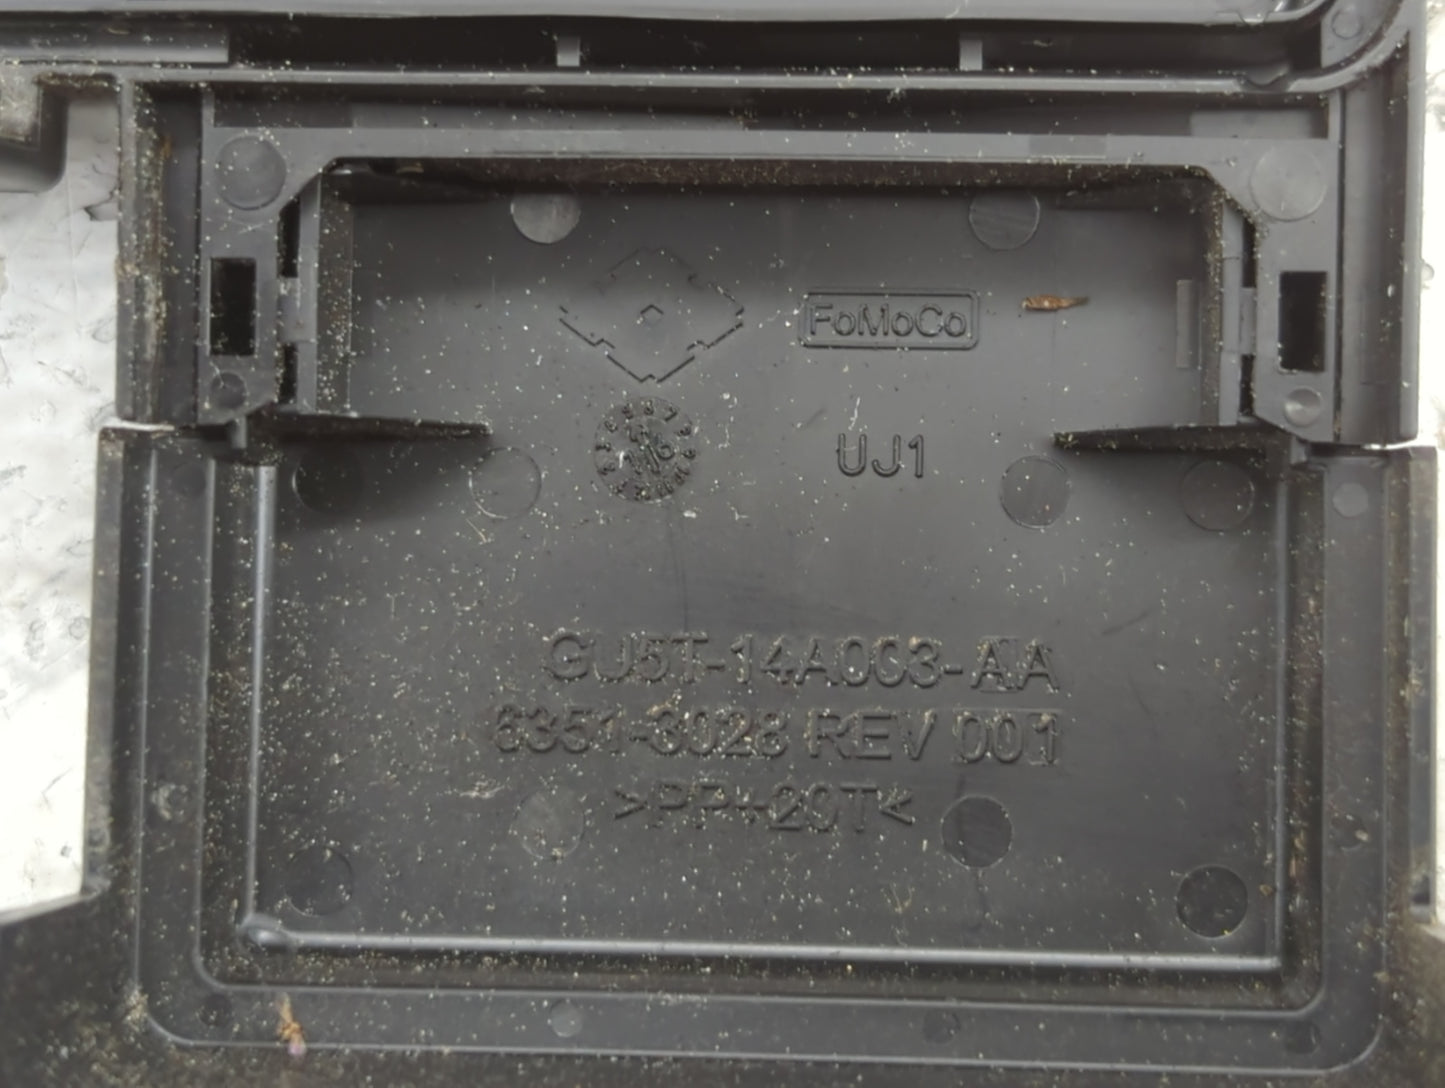 FoMoCo
UJ1
GU5T-14A003-AA
6351-3028 REV 001
>PP+20T<